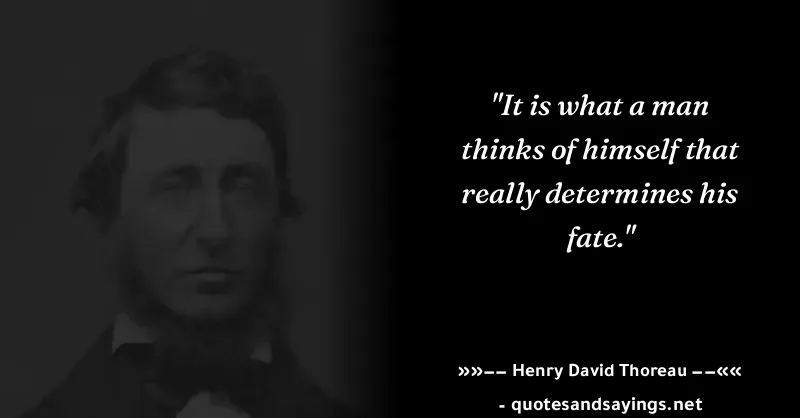 "It is what a man
thinks of himself that
really determines his
fate."
»»−− Henry David Thoreau −−««
- quotesandsayings.net